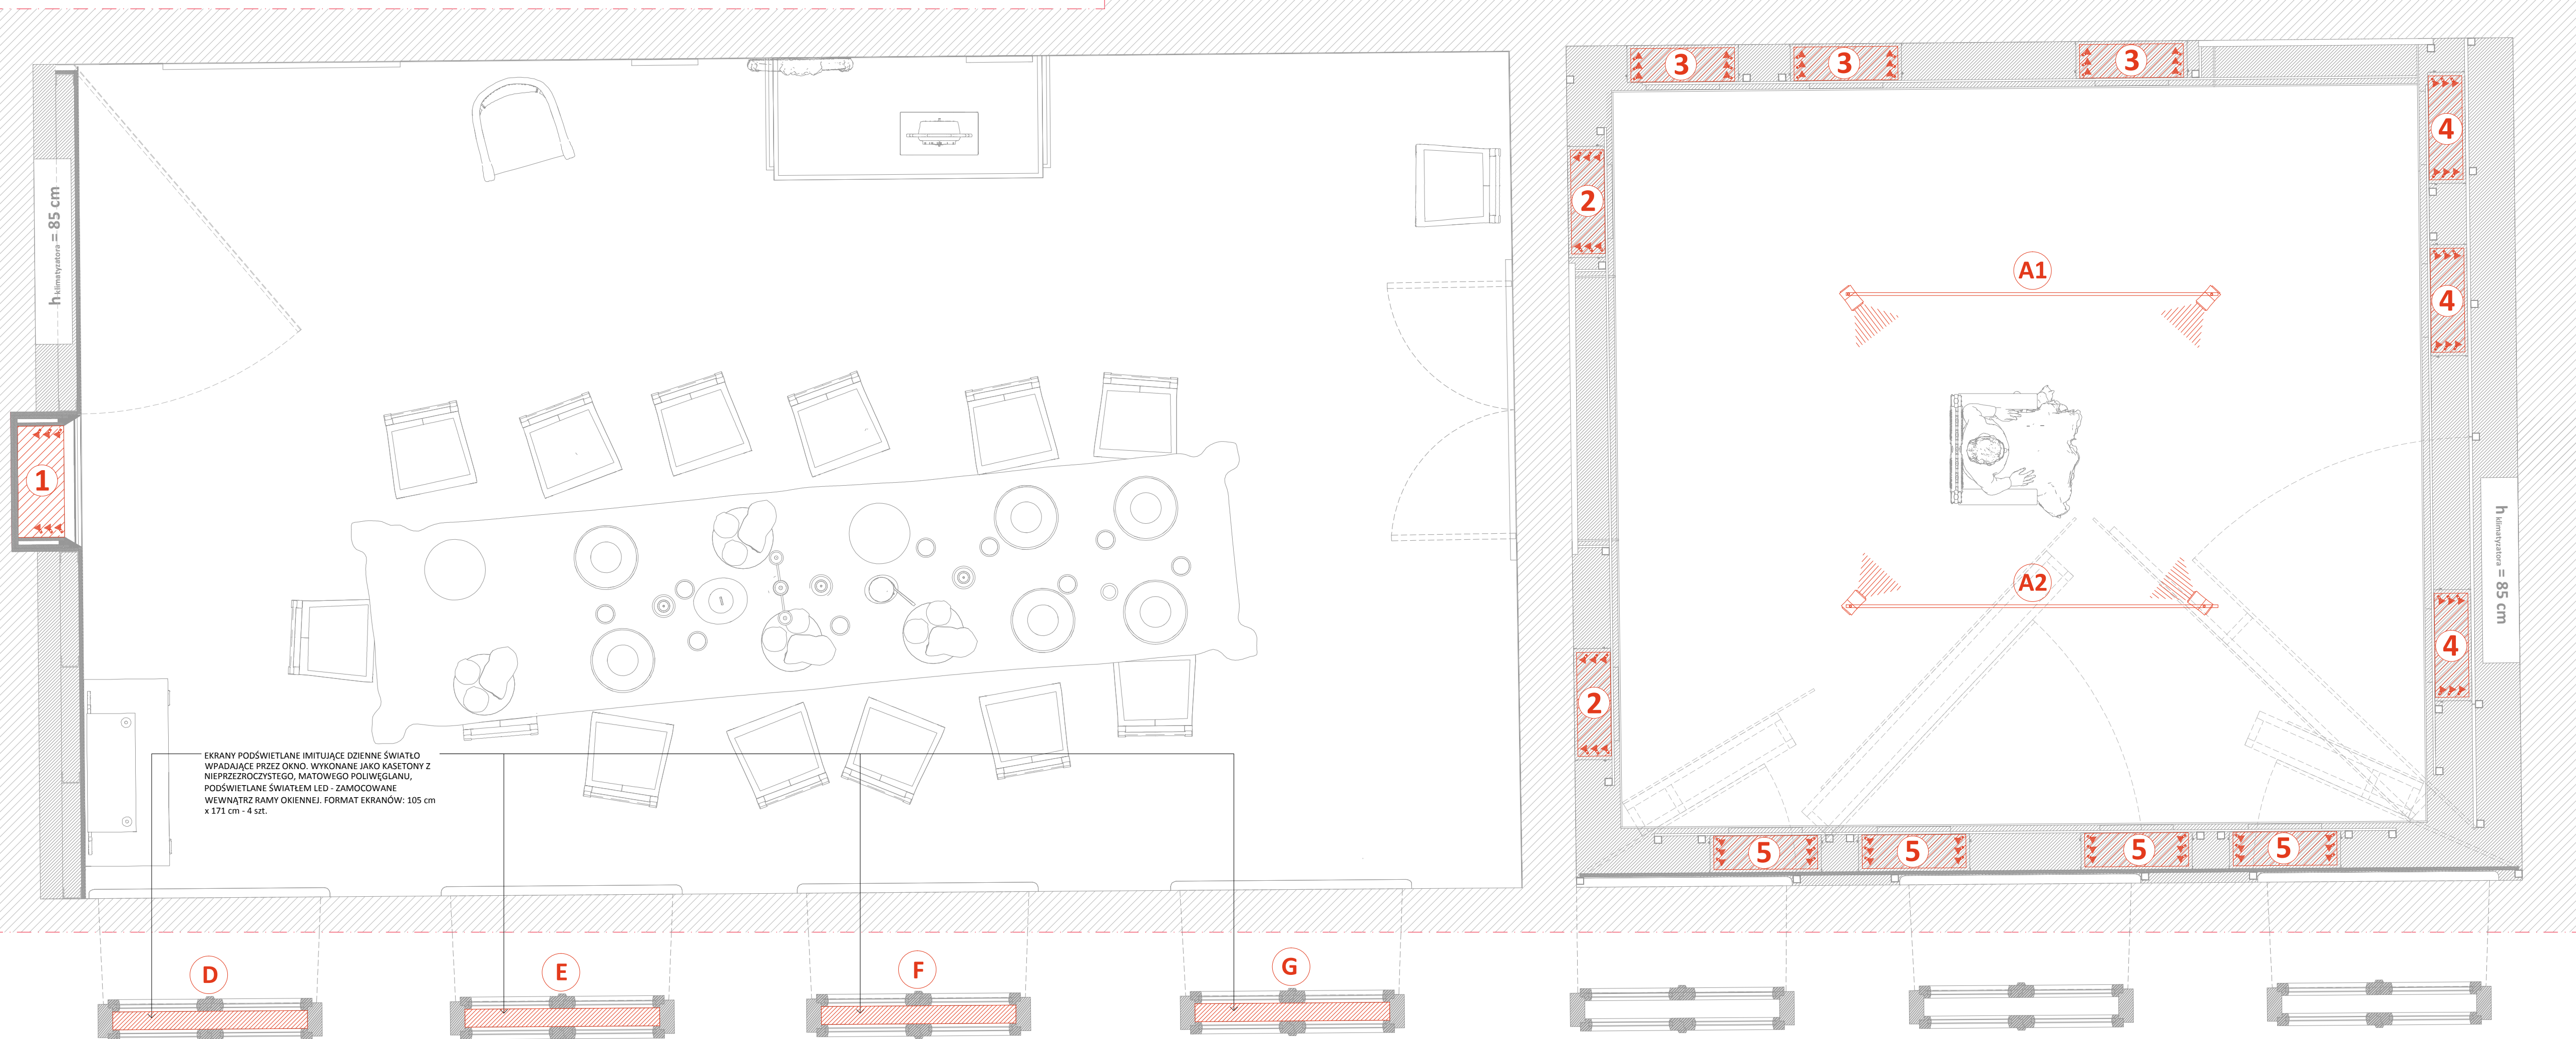 3
3
3
4
h klimatyzatora = 85 cm
2
A1
4
1
h klimatyzatora = 85 cm
A2
4
2
EKRANY PODŚWIETLANE IMITUJĄCE DZIENNE ŚWIATŁO
WPADAJĄCE PRZEZ OKNO. WYKONANE JAKO KASETONY Z
NIEPRZEZROCZYSTEGO, MATOWEGO POLIWĘGLANU,
PODŚWIETLANE ŚWIATŁEM LED - ZAMOCOWANE
WEWNĄTRZ RAMY OKIENNEJ. FORMAT EKRANÓW: 105 cm
x 171 cm - 4 szt.
5
5
5
5
D
E
F
G